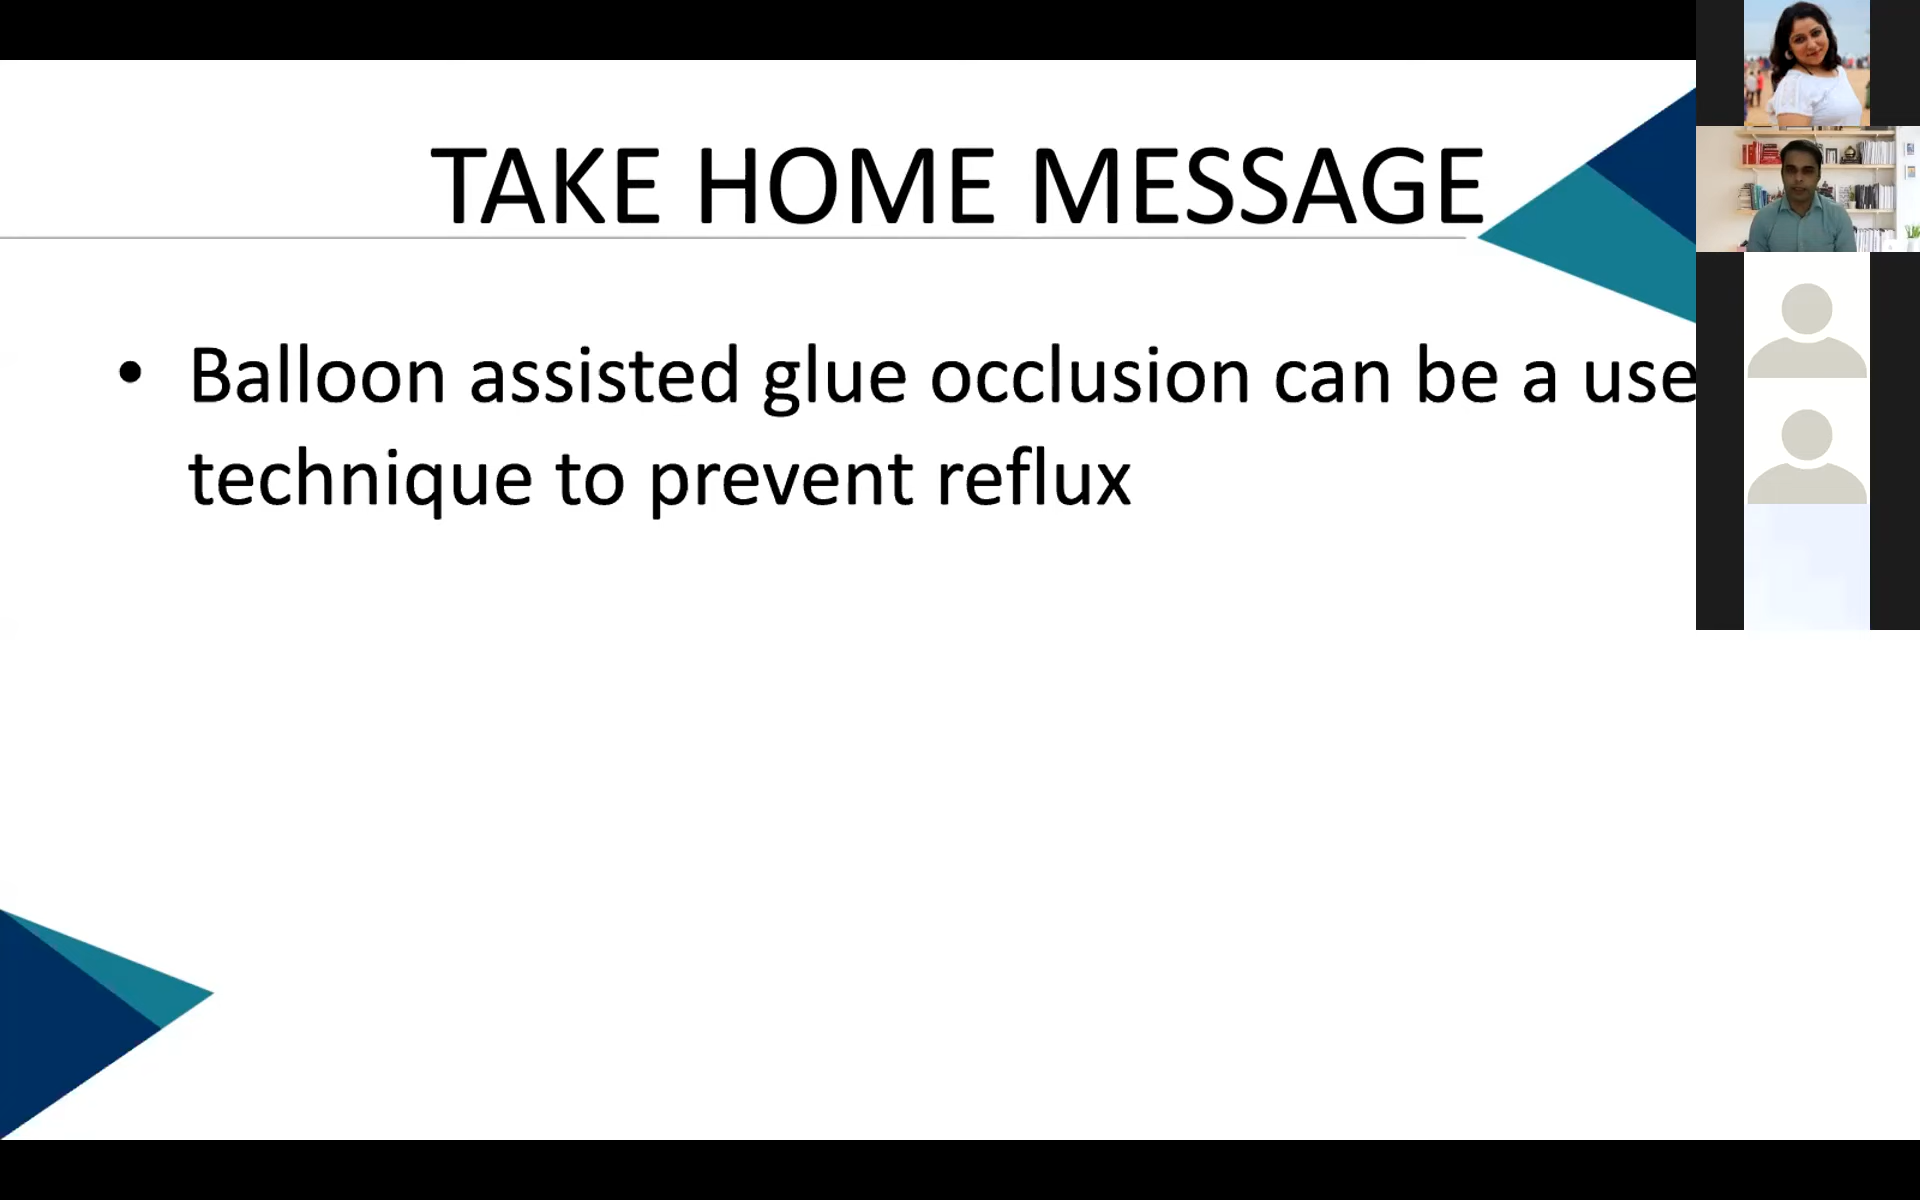 TAKE HOME MESSAGE
• Balloon assisted glue occlusion can be a use
technique to prevent reflux